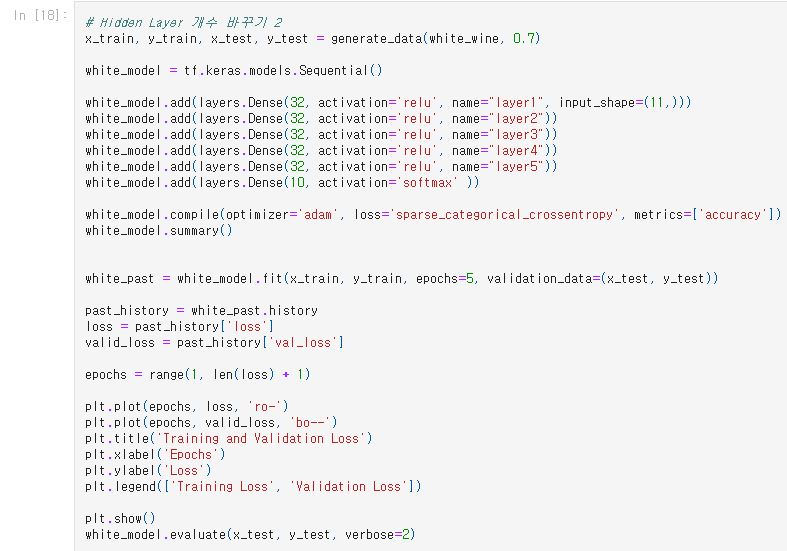 In [18]:
# Hidden Layer 개수 바꾸기 2
x_train, y_train, x_test, y_test = generate_data(white_wine, 0.7)
white_model = tf.keras.models.Sequential()
white_model.add(layers.Dense(32, activation='relu', name="layer1", input_shape=(11,)))
white_model.add(layers.Dense(32, activation='relu', name="layer2"))
white_model.add(layers.Dense(32, activation='relu', name="layer3"))
white_model.add(layers.Dense(32, activation='relu', name="layer4"))
white_model.add(layers.Dense(32, activation='relu', name="layer5"))
white_model.add(layers.Dense(10, activation='softmax' ))
white_model.compile(optimizer='adam', loss='sparse_categorical_crossentropy', metrics=['accuracy'])
white_model.summary()
white_past = white_model.fit(x_train, y_train, epochs=5, validation_data=(x_test, y_test))
past_history = white_past.history
loss = past_history['loss']
valid_loss = past_history['val_loss']
epochs = range(1, len(loss) + 1)
plt.plot(epochs, loss, 'ro-')
plt.plot(epochs, valid_loss, 'bo--')
plt.title('Training and Validation Loss')
plt.xlabel('Epochs')
plt.ylabel('Loss')
plt.legend(['Training Loss', 'Validation Loss'])
plt.show()
white_model.evaluate(x_test, y_test, verbose=2)